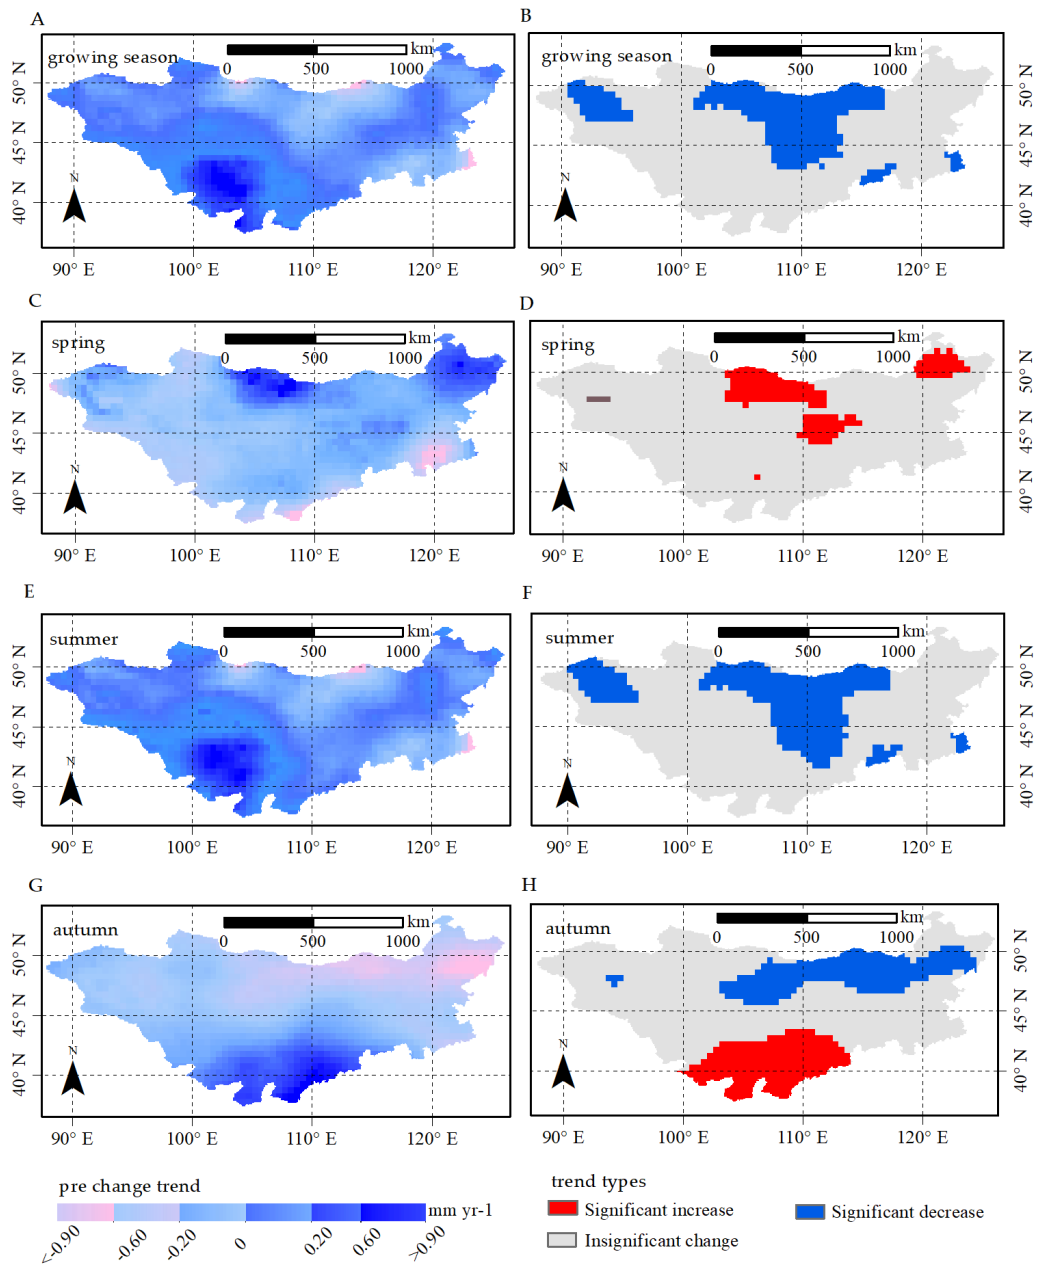 A
growing season
km
0 500 1000
N
50° N
45° N
40° N
90° E 100° E 110° E 120° E
B
growing season
km
0 500 1000
N
50° N
45° N
40° N
90° E 100° E 110° E 120° E
C
spring
km
0 500 1000
N
50° N
45° N
40° N
90° E 100° E 110° E 120° E
D
spring
km
0 500 1000
N
50° N
45° N
40° N
90° E 100° E 110° E 120° E
E
summer
km
0 500 1000
N
50° N
45° N
40° N
90° E 100° E 110° E 120° E
F
summer
km
0 500 1000
N
50° N
45° N
40° N
90° E 100° E 110° E 120° E
G
autumn
km
0 500 1000
N
50° N
45° N
40° N
90° E 100° E 110° E 120° E
H
autumn
km
0 500 1000
N
50° N
45° N
40° N
90° E 100° E 110° E 120° E
pre change trend
mm yr-1
<-0.90 -0.60 -0.20 0 0.20 0.60 >0.90
trend types
Significant increase
Significant decrease
Insignificant change